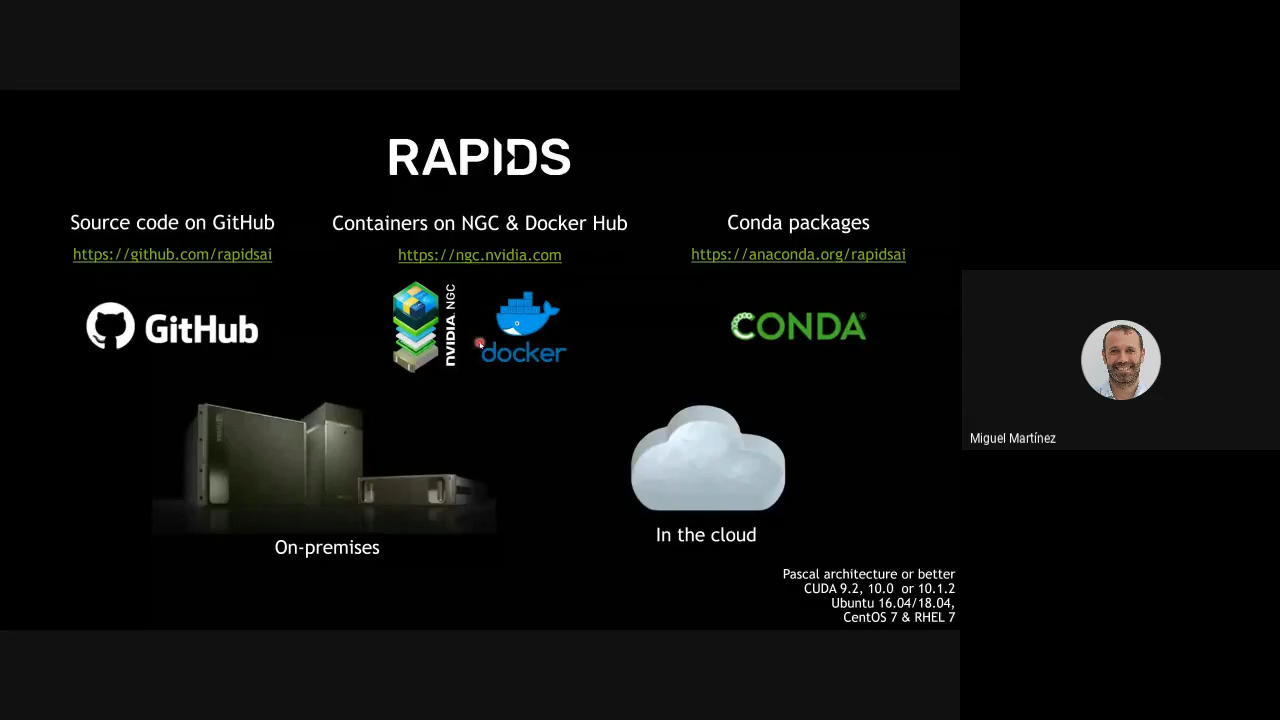 RAPIDS
Source code on GitHub
https://github.com/rapidsai
GitHub
Containers on NGC & Docker Hub
https://ngc.nvidia.com
NVIDIA. NGC
docker
Conda packages
https://anaconda.org/rapidsai
CONDA®
On-premises
In the cloud
Pascal architecture or better
CUDA 9.2, 10.0 or 10.1.2
Ubuntu 16.04/18.04,
CentOS 7 & RHEL 7
Miguel Martínez